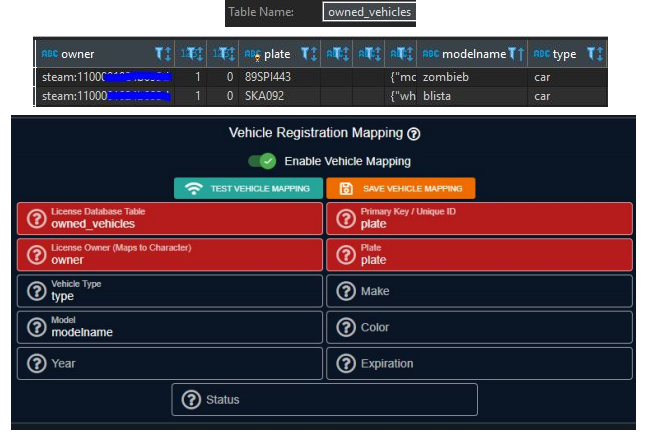 Table Name: owned_vehicles
ABC owner 123 123 ABC plate ABC ABC ABC ABC modelname ABC type
steam:11000 1 0 89SPI443 {"mc zombieb car
steam:11000 1 0 SKA092 {"wh blista car
Vehicle Registration Mapping ?
Enable Vehicle Mapping
TEST VEHICLE MAPPING SAVE VEHICLE MAPPING
? License Database Table ? Primary Key / Unique ID
owned_vehicles plate
? License Owner (Maps to Character) ? Plate
owner plate
? Vehicle Type ? Make
type
? Model ? Color
modelname
? Year ? Expiration
? Status